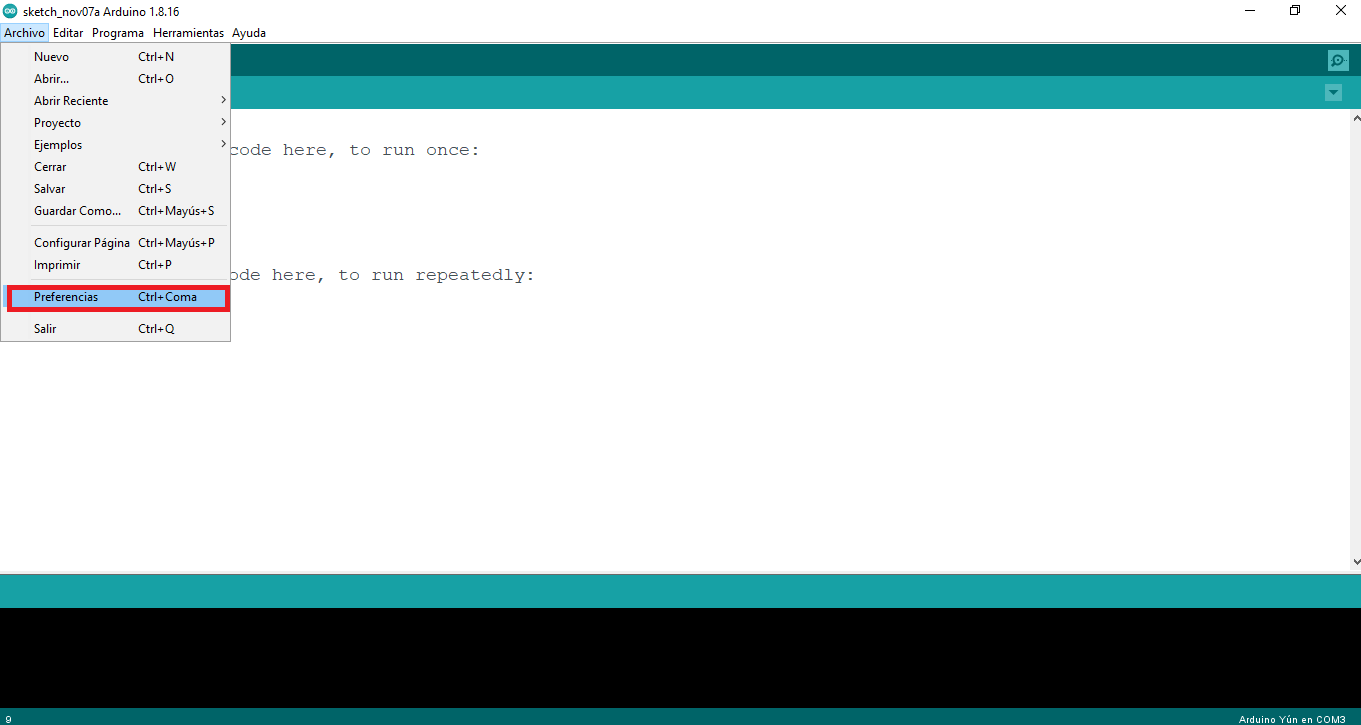 sketch_nov07a Arduino 1.8.16
Archivo Editar Programa Herramientas Ayuda
Nuevo Ctrl+N
Abrir... Ctrl+O
Abrir Reciente
Proyecto
Ejemplos
code here, to run once:
Cerrar Ctrl+W
Salvar Ctrl+S
Guardar Como... Ctrl+Mayús+S
Configurar Página Ctrl+Mayús+P
Imprimir Ctrl+P
ode here, to run repeatedly:
Preferencias Ctrl+Coma
Salir Ctrl+Q
9 Arduino Yún en COM3